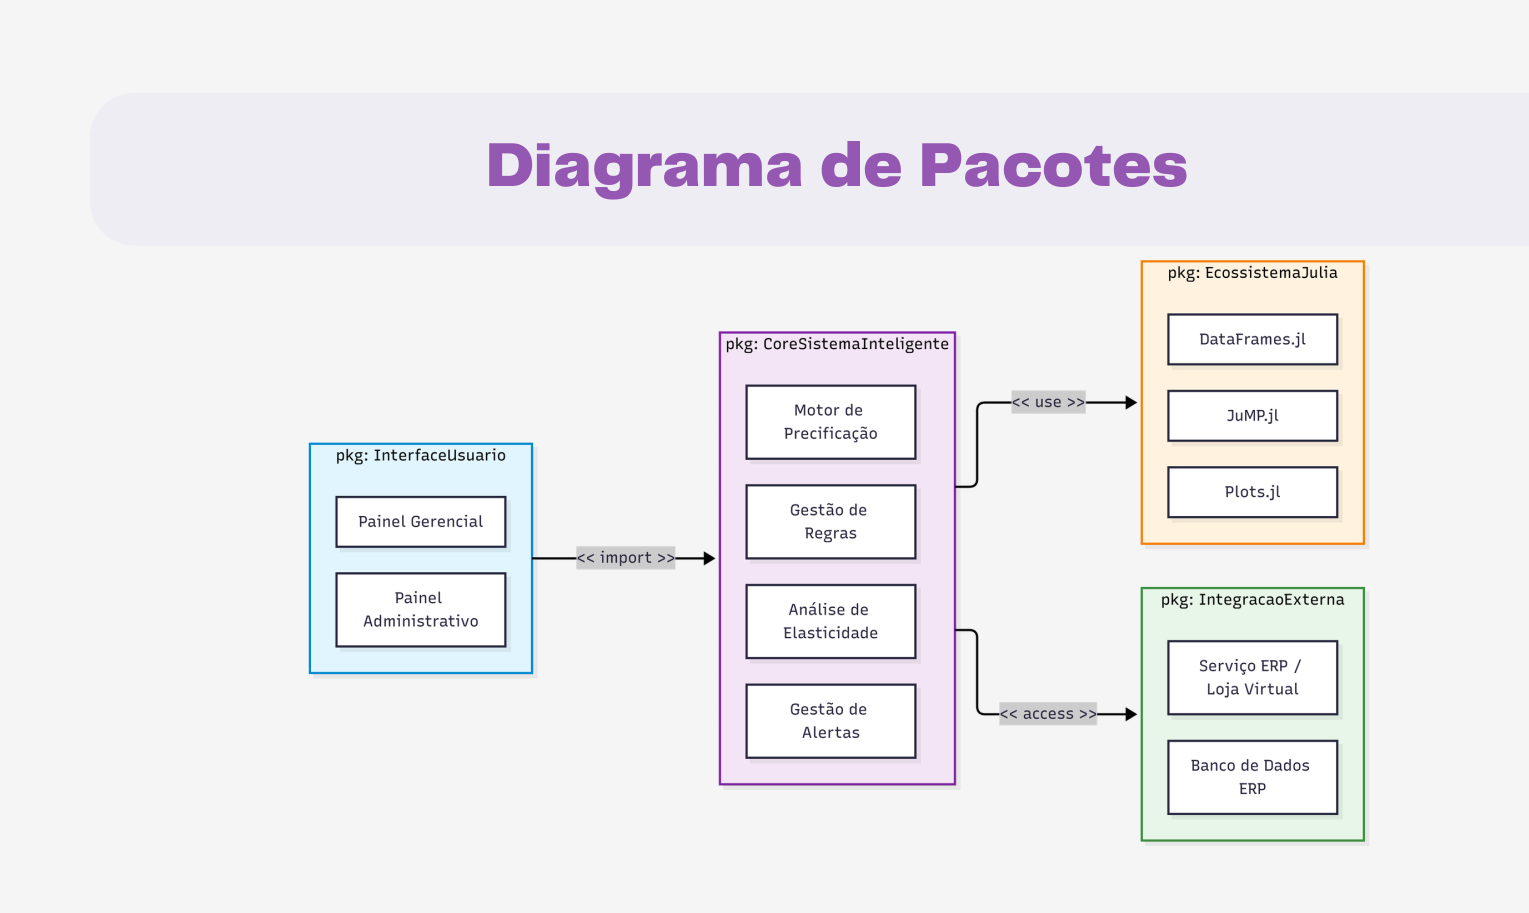 Diagrama de Pacotes
pkg: InterfaceUsuario
Painel Gerencial
Painel
Administrativo
<< import >>
pkg: CoreSistemaInteligente
Motor de
Precificação
Gestão de
Regras
Análise de
Elasticidade
Gestão de
Alertas
<< use >>
<< access >>
pkg: EcossistemaJulia
DataFrames.jl
JuMP.jl
Plots.jl
pkg: IntegracaoExterna
Serviço ERP /
Loja Virtual
Banco de Dados
ERP